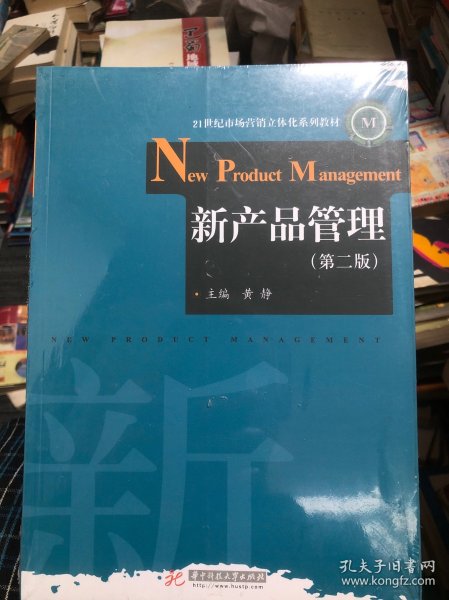 21世纪市场营销立体化系列教材
M
New Product Management
新产品管理
(第二版)
·主编 黄静
NEW PRODUCT MANAGEMENT
新
华中科技大学出版社
http://www.hustp.com
孔夫子旧书网
www.kongfz.com